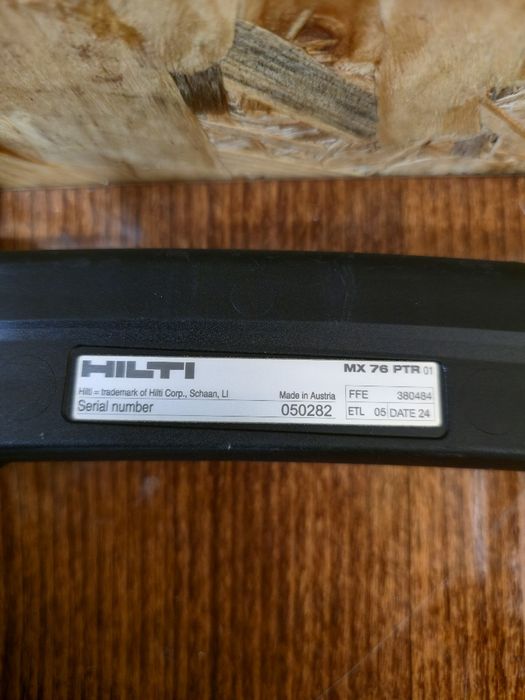 HILTI MX 76 PTR 01
Hilti = trademark of Hilti Corp., Schaan, LI Made in Austria FFE 380484
Serial number 050282 ETL 05 DATE 24